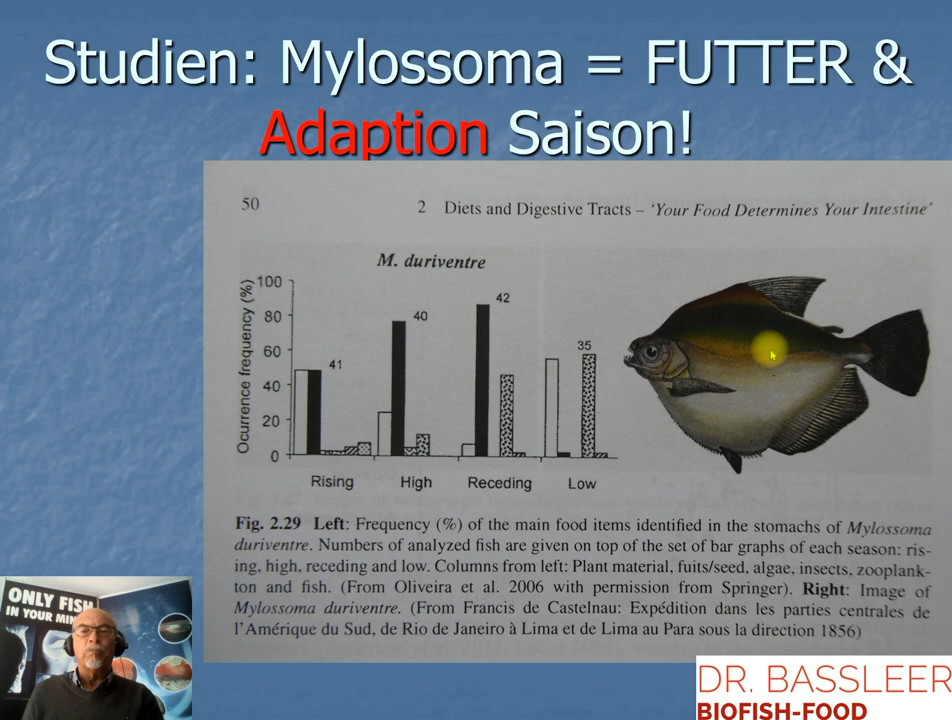 Studien: Mylossoma = FUTTER &
Adaption Saison!
50 2 Diets and Digestive Tracts – ‘Your Food Determines Your Intestine’
M. duriventre
Ocurrence frequency (%)
100
80
60
40
20
0
41
40
42
35
Rising High Receding Low
Fig. 2.29 Left: Frequency (%) of the main food items identified in the stomachs of Mylossoma
duriventre. Numbers of analyzed fish are given on top of the set of bar graphs of each season: ris-
ing, high, receding and low. Columns from left: Plant material, fuits/seed, algae, insects, zooplank-
ton and fish. (From Oliveira et al. 2006 with permission from Springer). Right: Image of
Mylossoma duriventre. (From Francis de Castelnau: Expédition dans les parties centrales de
l’Amérique du Sud, de Rio de Janeiro à Lima et de Lima au Para sous la direction 1856)
ONLY FISH
IN YOUR
DR. BASSLEER
BIOFISH-FOOD